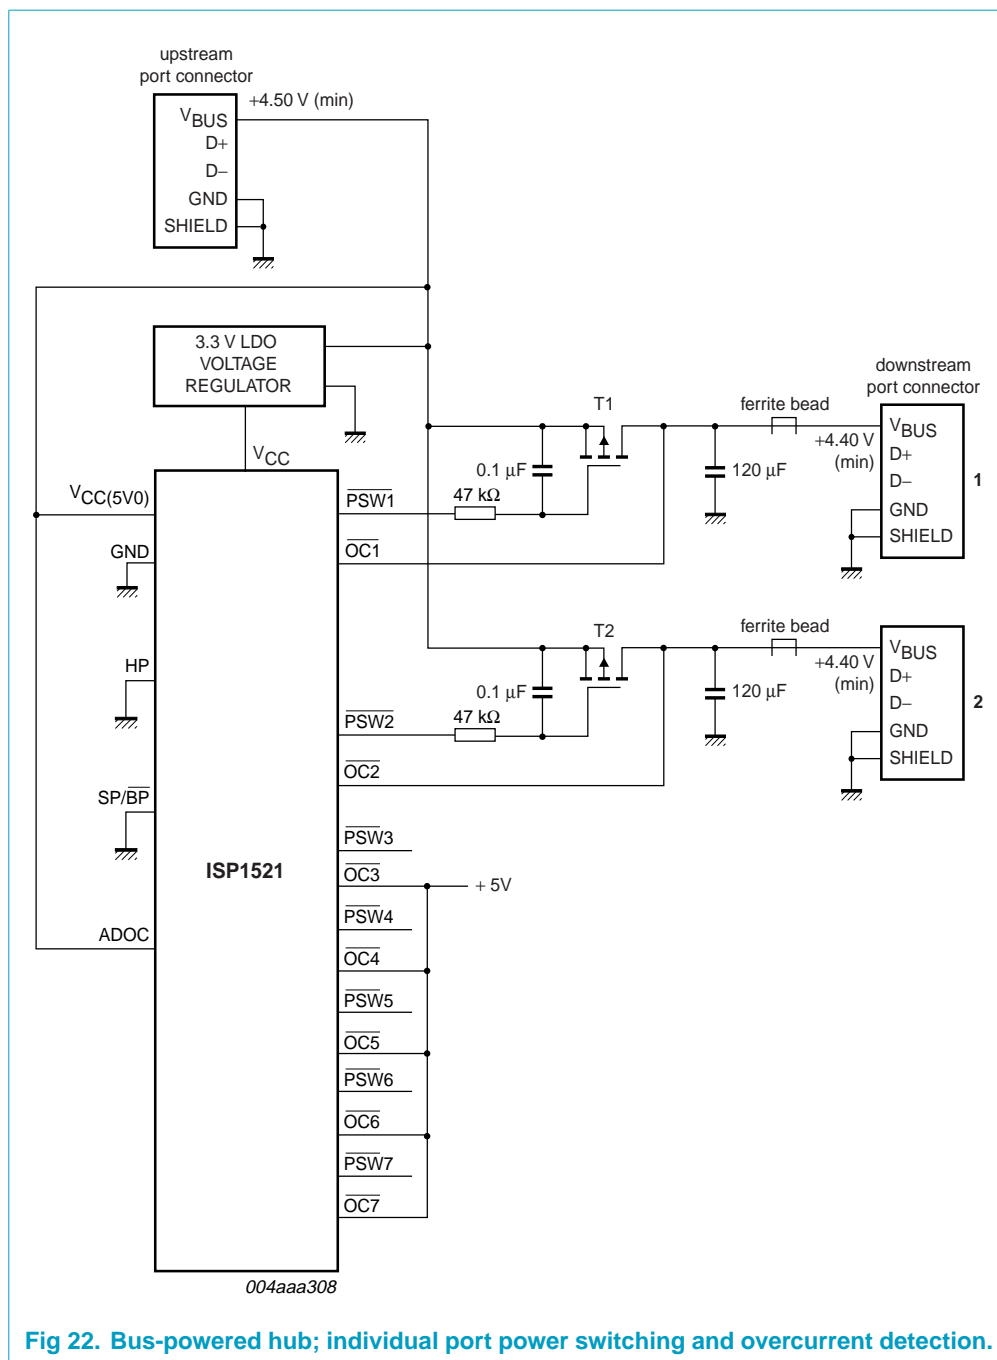 upstream
port connector
+4.50 V (min)
VBUS
D+
D−
GND
SHIELD
3.3 V LDO
VOLTAGE
REGULATOR
VCC
downstream
port connector
T1
ferrite bead
VBUS
+4.40 V
(min)
D+
D−
GND
SHIELD
1
0.1 µF
120 µF
47 kΩ
VCC(5V0)
PSW1
GND
OC1
T2
ferrite bead
VBUS
+4.40 V
(min)
D+
D−
GND
SHIELD
2
HP
0.1 µF
120 µF
47 kΩ
PSW2
OC2
SP/BP
PSW3
ISP1521
OC3
+ 5V
PSW4
ADOC
OC4
PSW5
OC5
PSW6
OC6
PSW7
OC7
004aaa308
Fig 22. Bus-powered hub; individual port power switching and overcurrent detection.